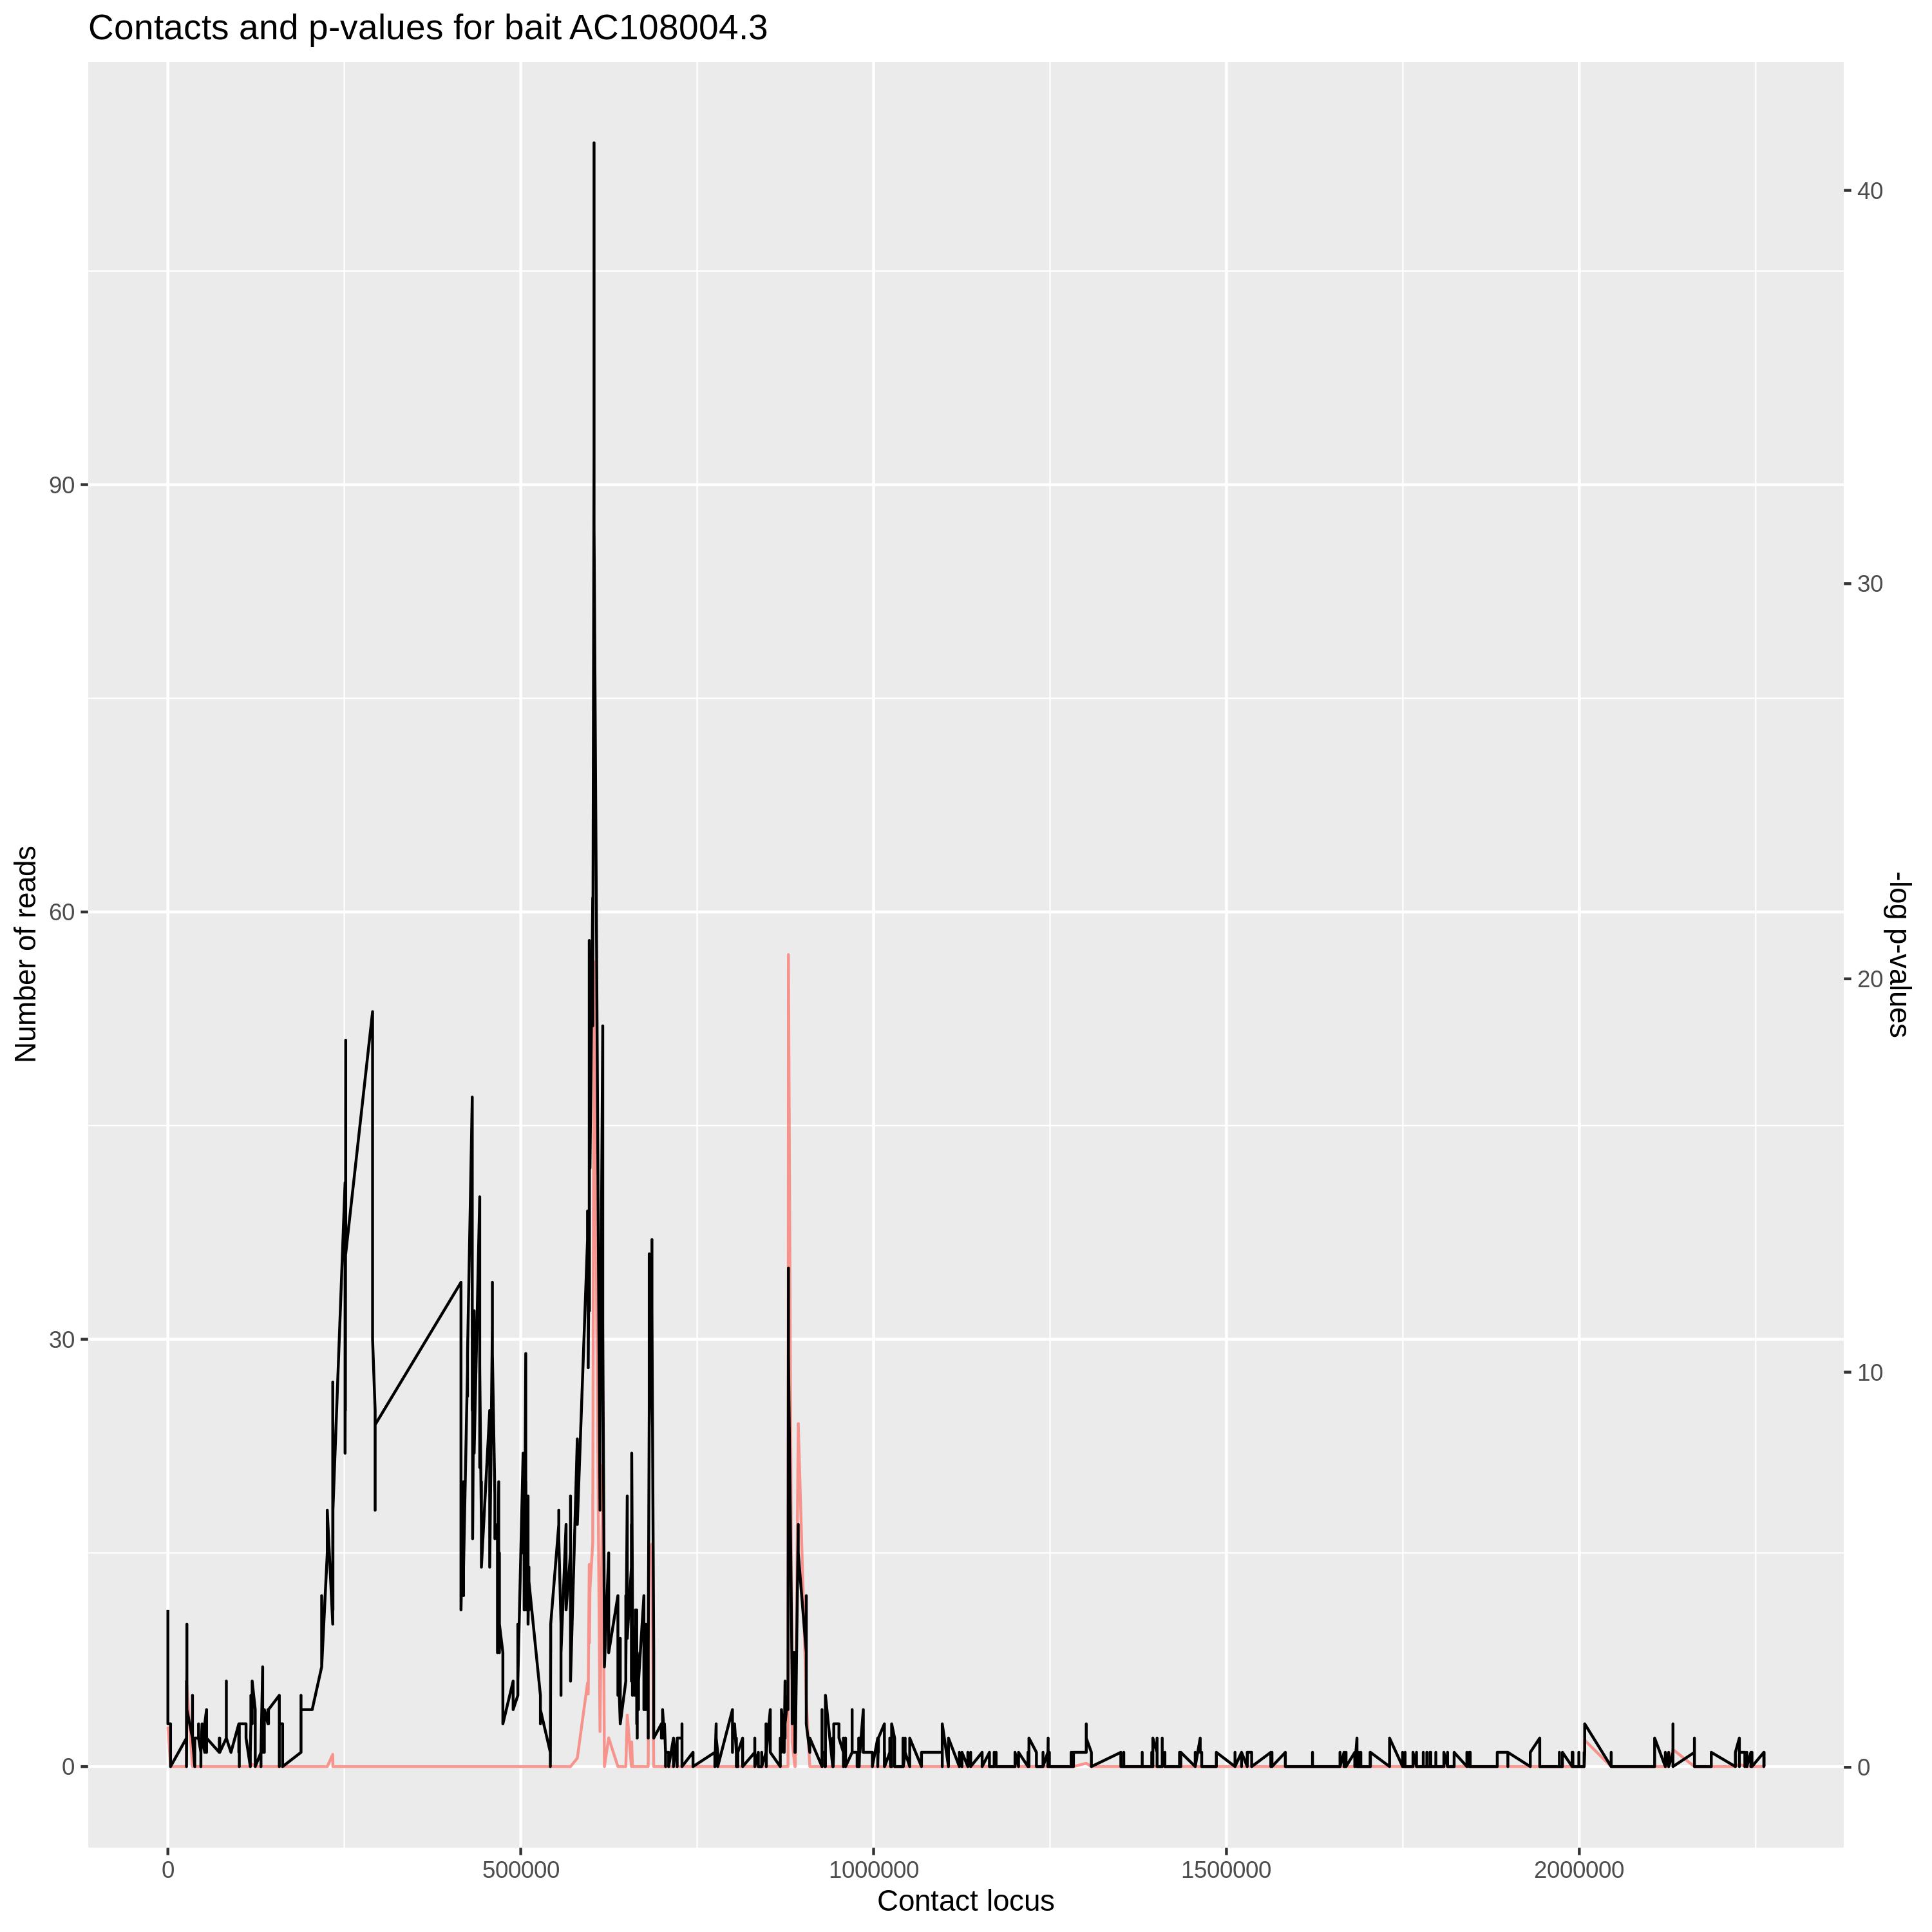 Contacts and p-values for bait AC108004.3
Number of reads
90
60
30
0
40
30
20
10
0
-log p-values
0 500000 1000000 1500000 2000000
Contact locus